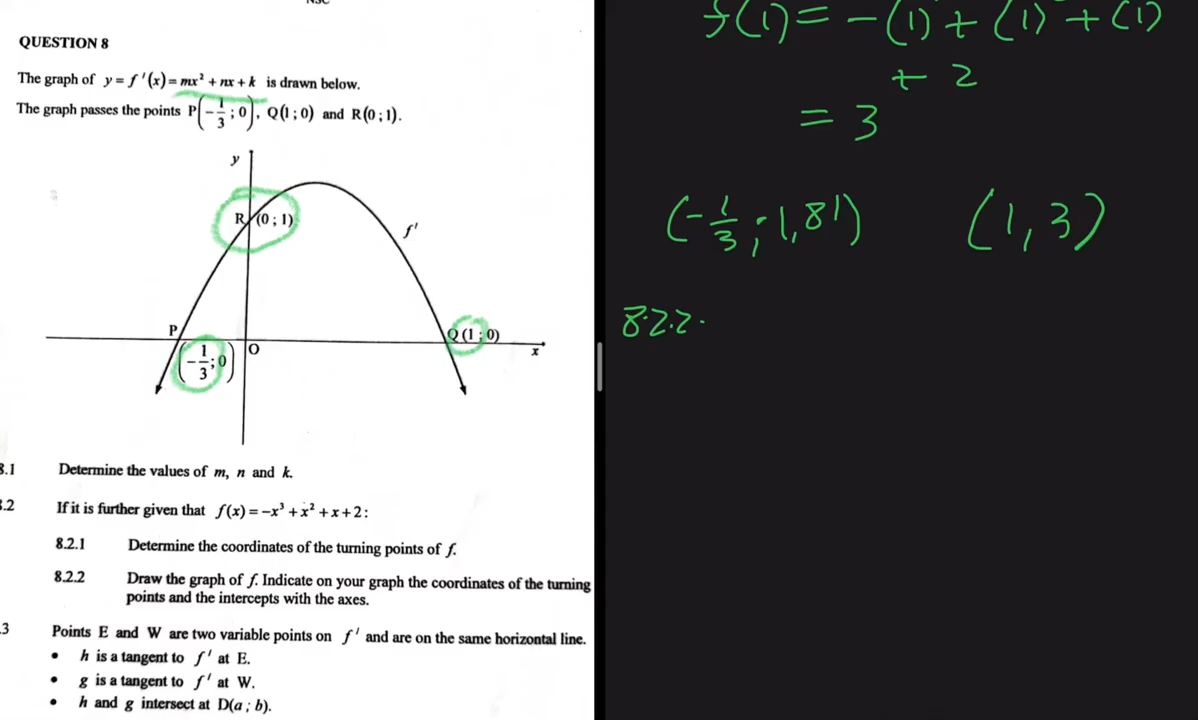 NSC
QUESTION 8
The graph of y = f '(x) = mx² + nx + k is drawn below.
The graph passes the points P(-1/3 ; 0), Q(1 ; 0) and R(0 ; 1).
y
R (0 ; 1)
f'
P
Q (1 ; 0)
O
x
(-1/3 ; 0)
8.1 Determine the values of m, n and k.
8.2 If it is further given that f(x) = -x³ + x² + x + 2:
8.2.1 Determine the coordinates of the turning points of f.
8.2.2 Draw the graph of f. Indicate on your graph the coordinates of the turning
points and the intercepts with the axes.
.3 Points E and W are two variable points on f ' and are on the same horizontal line.
• h is a tangent to f ' at E.
• g is a tangent to f ' at W.
• h and g intersect at D(a ; b).
f(1) = -(1) + (1) + (1)
+ 2
= 3
(-1/3 ; 1,81) (1, 3)
8.2.2.